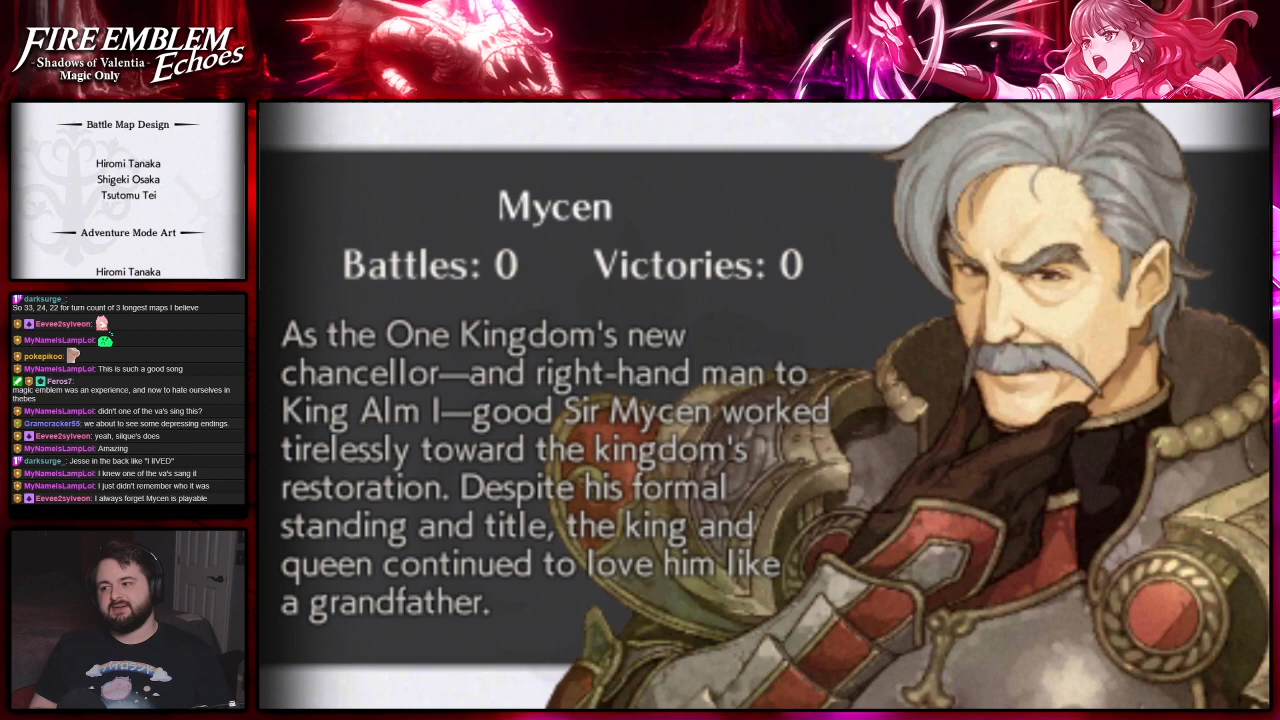 FIRE EMBLEM
Echoes
- Shadows of Valentia -
Magic Only
Battle Map Design
Hiromi Tanaka
Shigeki Osaka
Tsutomu Tei
Adventure Mode Art
Hiromi Tanaka
darksurge_:
So 33, 24, 22 for turn count of 3 longest maps I believe
Eevee2sylveon:
MyNameIsLampLol:
pokepikoo:
MyNameIsLampLol: This is such a good song
Feros7:
magic emblem was an experience, and now to hate ourselves in
thebes
MyNameIsLampLol: didn't one of the va's sing this?
Gramcracker55: we about to see some depressing endings.
Eevee2sylveon: yeah, silque's does
MyNameIsLampLol: Amazing
darksurge_: Jesse in the back like "I lIVED"
MyNameIsLampLol: I knew one of the va's sang it
MyNameIsLampLol: I just didn't remember who it was
Eevee2sylveon: I always forget Mycen is playable
Mycen
Battles: 0 Victories: 0
As the One Kingdom's new
chancellor—and right-hand man to
King Alm I—good Sir Mycen worked
tirelessly toward the kingdom's
restoration. Despite his formal
standing and title, the king and
queen continued to love him like
a grandfather.